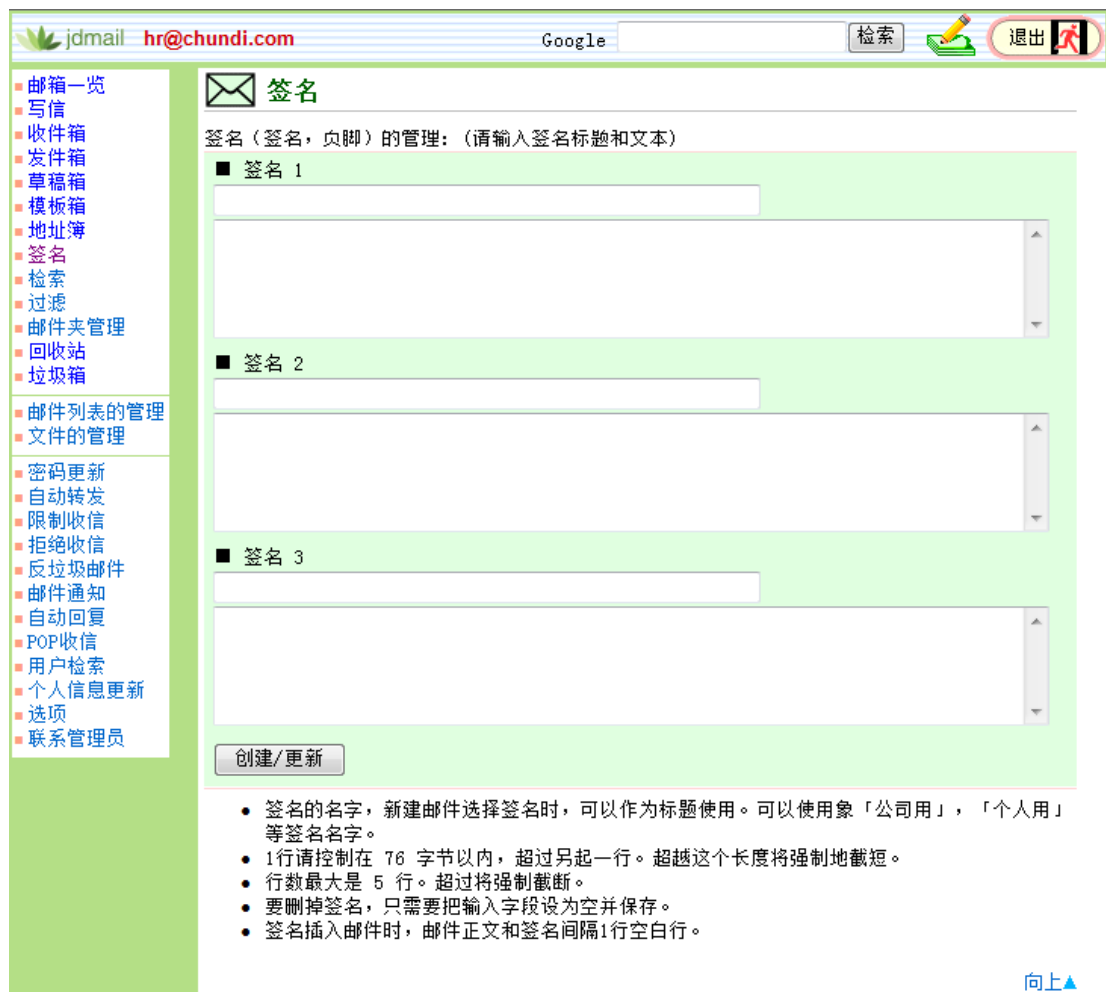 jdmail hr@chundi.com Google 检索 退出
邮箱一览
写信
收件箱
发件箱
草稿箱
模板箱
地址簿
签名
检索
过滤
邮件夹管理
回收站
垃圾箱
邮件列表的管理
文件的管理
密码更新
自动转发
限制收信
拒绝收信
反垃圾邮件
邮件通知
自动回复
POP收信
用户检索
个人信息更新
选项
联系管理员
签名
签名（签名，页脚）的管理: (请输入签名标题和文本)
■ 签名 1
■ 签名 2
■ 签名 3
创建/更新
● 签名的名字，新建邮件选择签名时，可以作为标题使用。可以使用象「公司用」，「个人用」
等签名名字。
● 1行请控制在 76 字节以内，超过另起一行。超越这个长度将强制地截短。
● 行数最大是 5 行。超过将强制截断。
● 要删掉签名，只需要把输入字段设为空并保存。
● 签名插入邮件时，邮件正文和签名间隔1行空白行。
向上▲